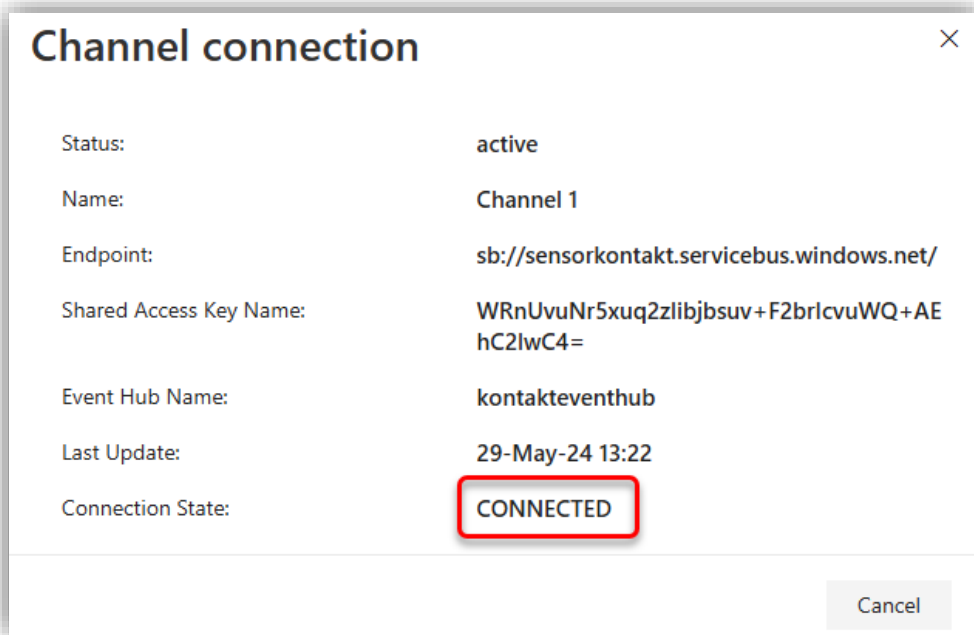 Channel connection
Status: active
Name: Channel 1
Endpoint: sb://sensorkontakt.servicebus.windows.net/
Shared Access Key Name: WRnUvuNr5xuq2zlibjbsuv+F2brlcvuWQ+AE
hC2lwC4=
Event Hub Name: kontakteventhub
Last Update: 29-May-24 13:22
Connection State: CONNECTED
Cancel